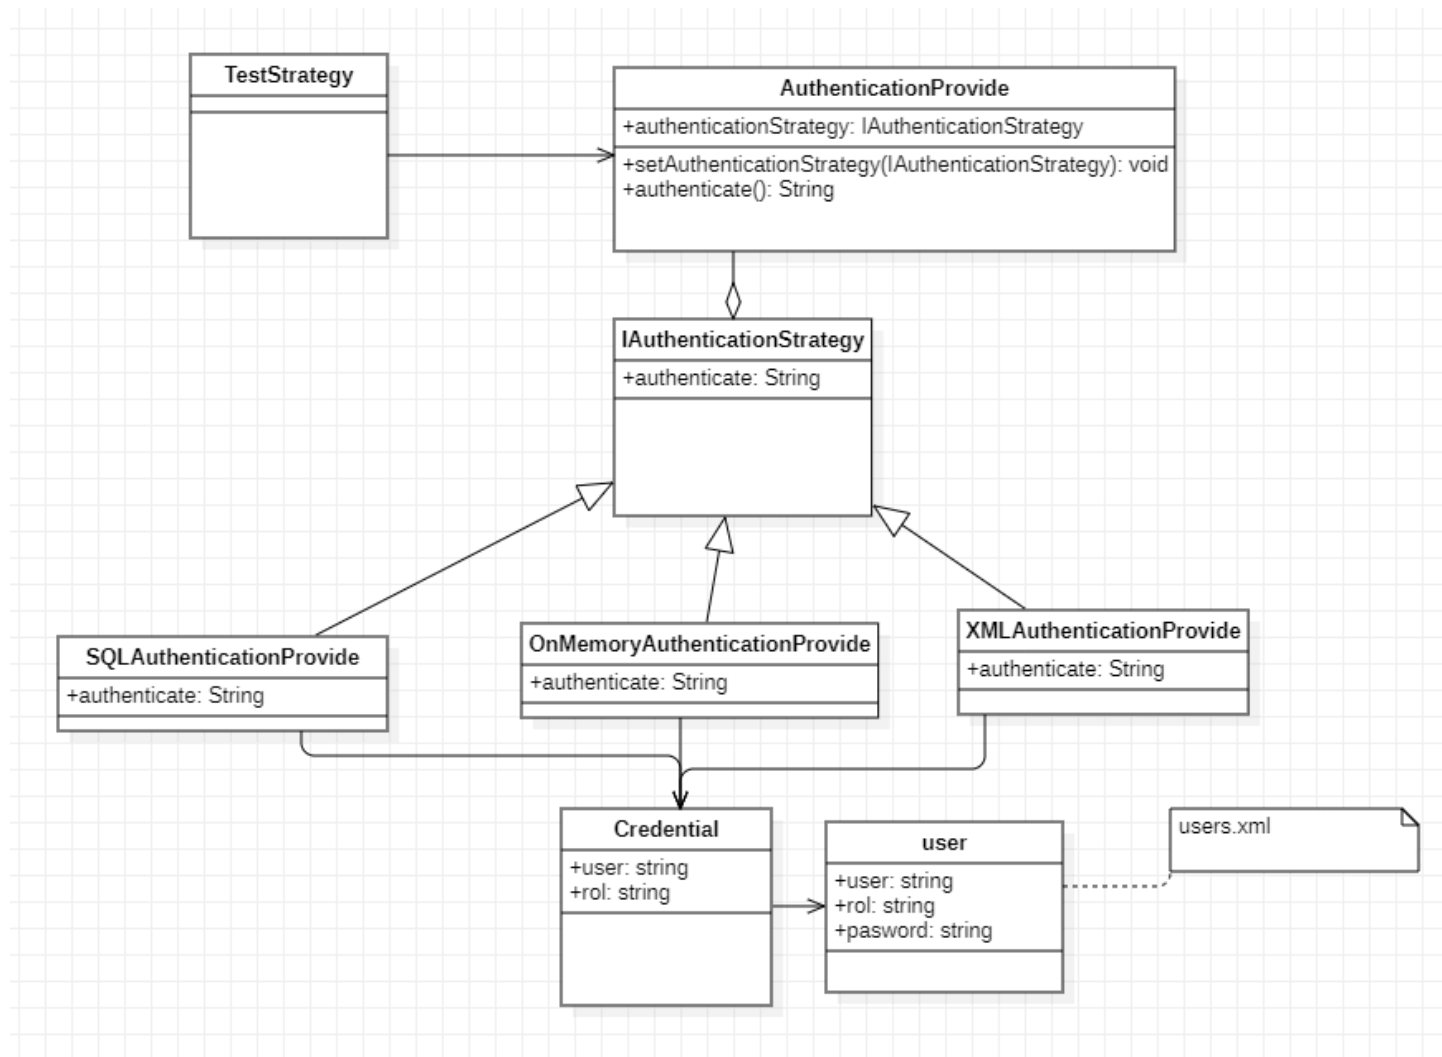 TestStrategy
AuthenticationProvide
+authenticationStrategy: IAuthenticationStrategy
+setAuthenticationStrategy(IAuthenticationStrategy): void
+authenticate(): String
IAuthenticationStrategy
+authenticate: String
SQLAuthenticationProvide
+authenticate: String
OnMemoryAuthenticationProvide
+authenticate: String
XMLAuthenticationProvide
+authenticate: String
Credential
+user: string
+rol: string
user
+user: string
+rol: string
+pasword: string
users.xml